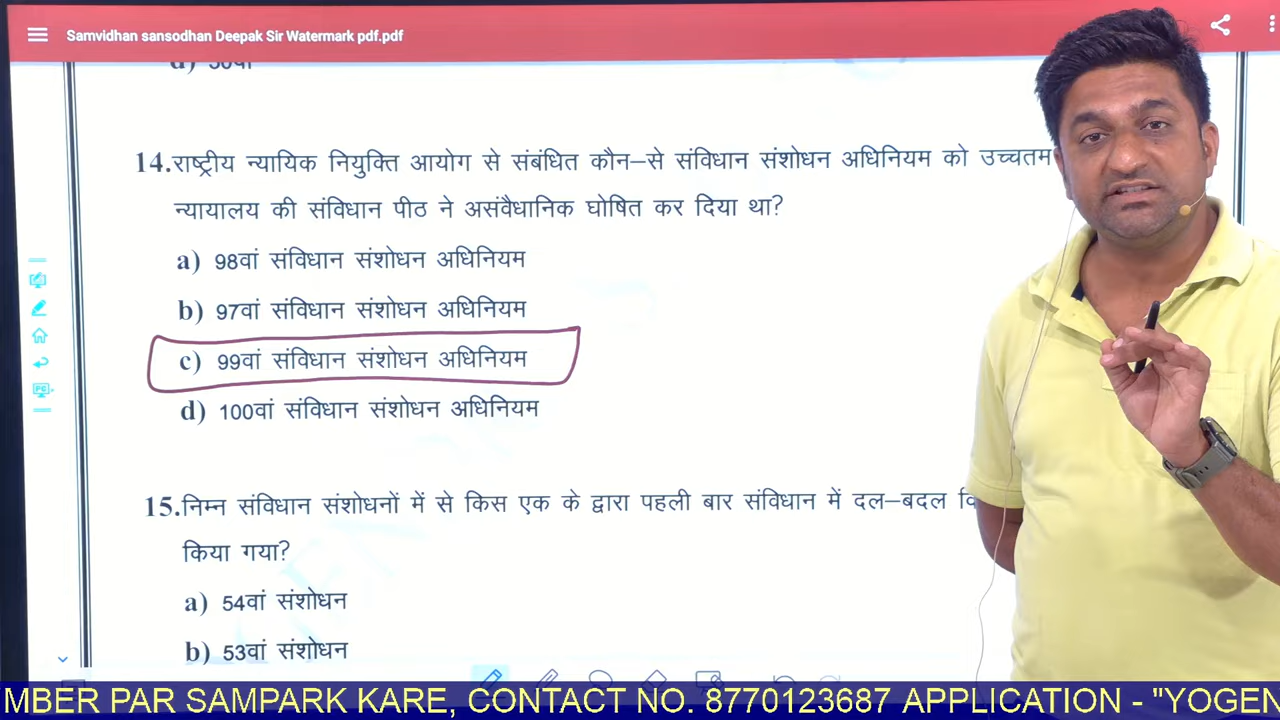 Samvidhan sansodhan Deepak Sir Watermark pdf.pdf
14.राष्ट्रीय न्यायिक नियुक्ति आयोग से संबंधित कौन–से संविधान संशोधन अधिनियम को उच्चतम
न्यायालय की संविधान पीठ ने असंवैधानिक घोषित कर दिया था?
a) 98वां संविधान संशोधन अधिनियम
b) 97वां संविधान संशोधन अधिनियम
c) 99वां संविधान संशोधन अधिनियम
d) 100वां संविधान संशोधन अधिनियम
15.निम्न संविधान संशोधनों में से किस एक के द्वारा पहली बार संविधान में दल–बदल
किया गया?
a) 54वां संशोधन
b) 53वां संशोधन
MBER PAR SAMPARK KARE, CONTACT NO. 8770123687 APPLICATION - "YOGEN